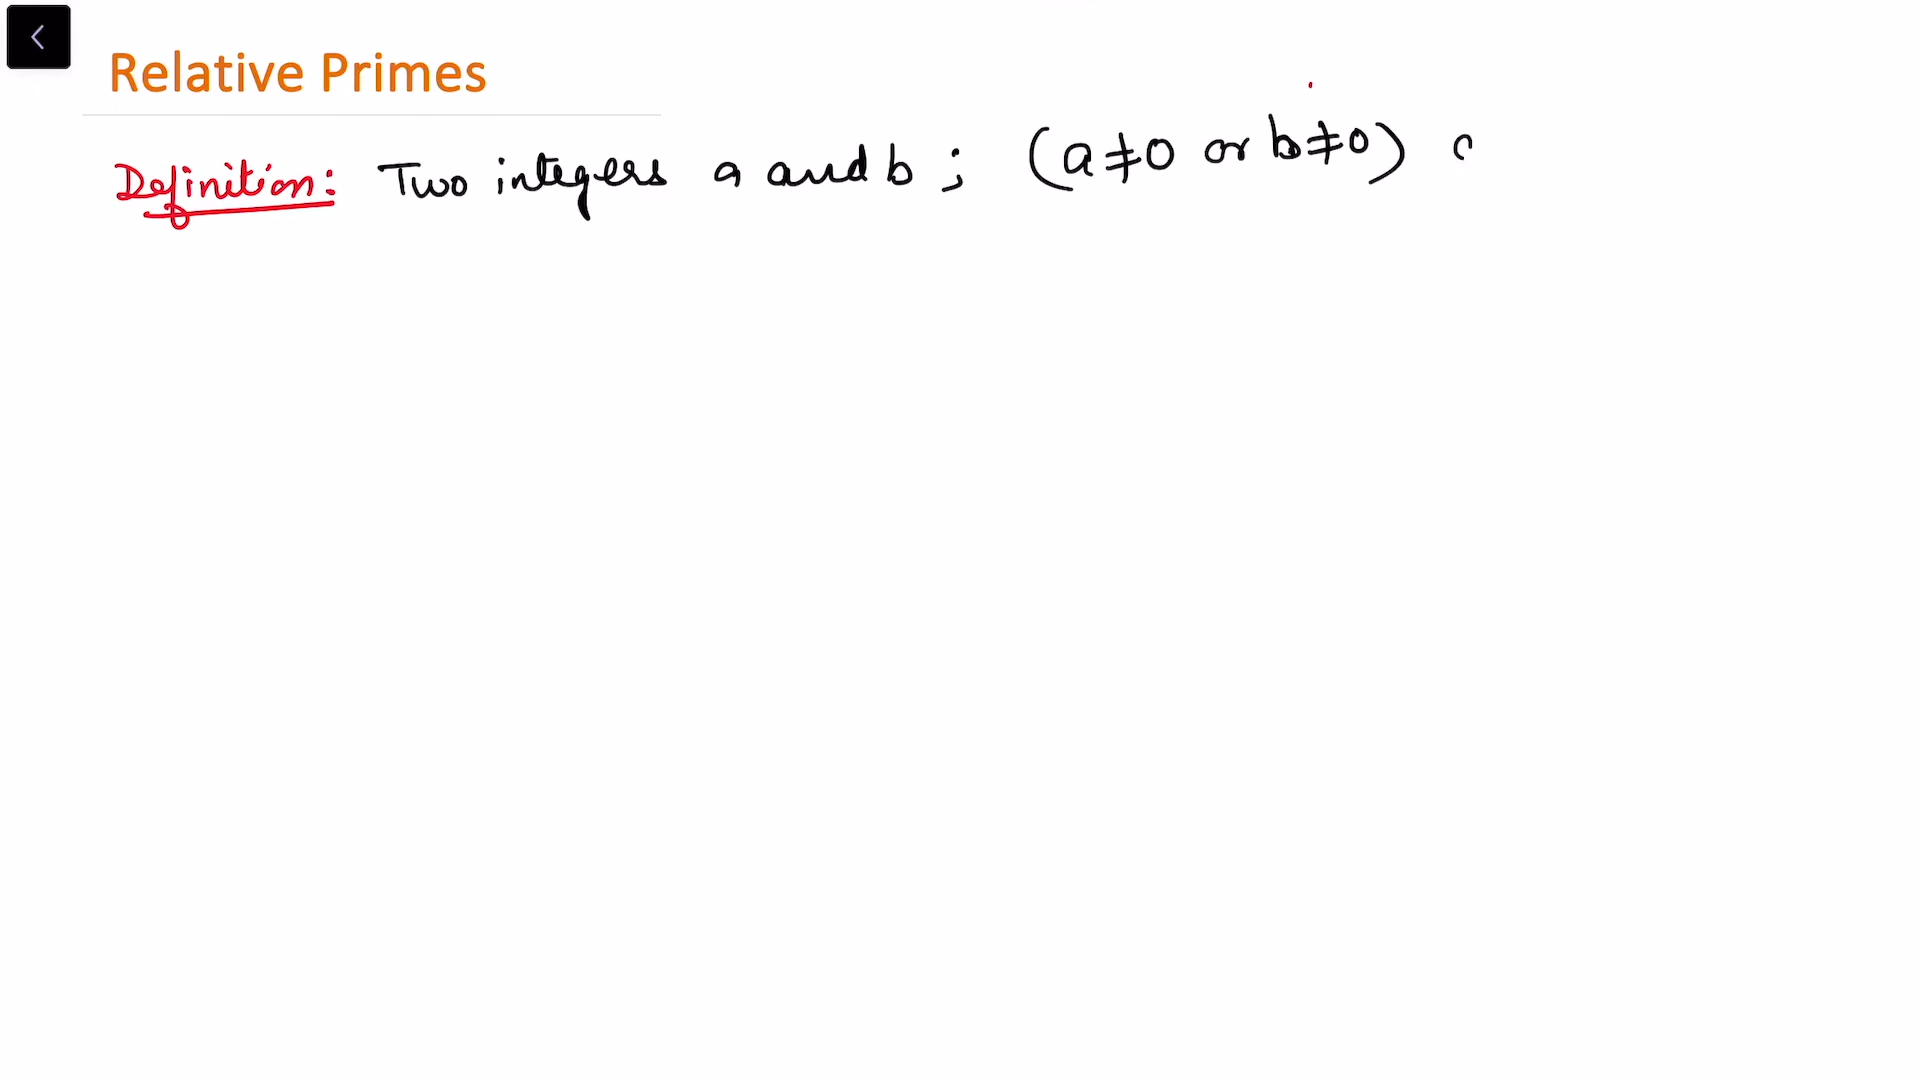 Relative Primes
Definition: Two integers a and b ; (a≠0 or b≠0)